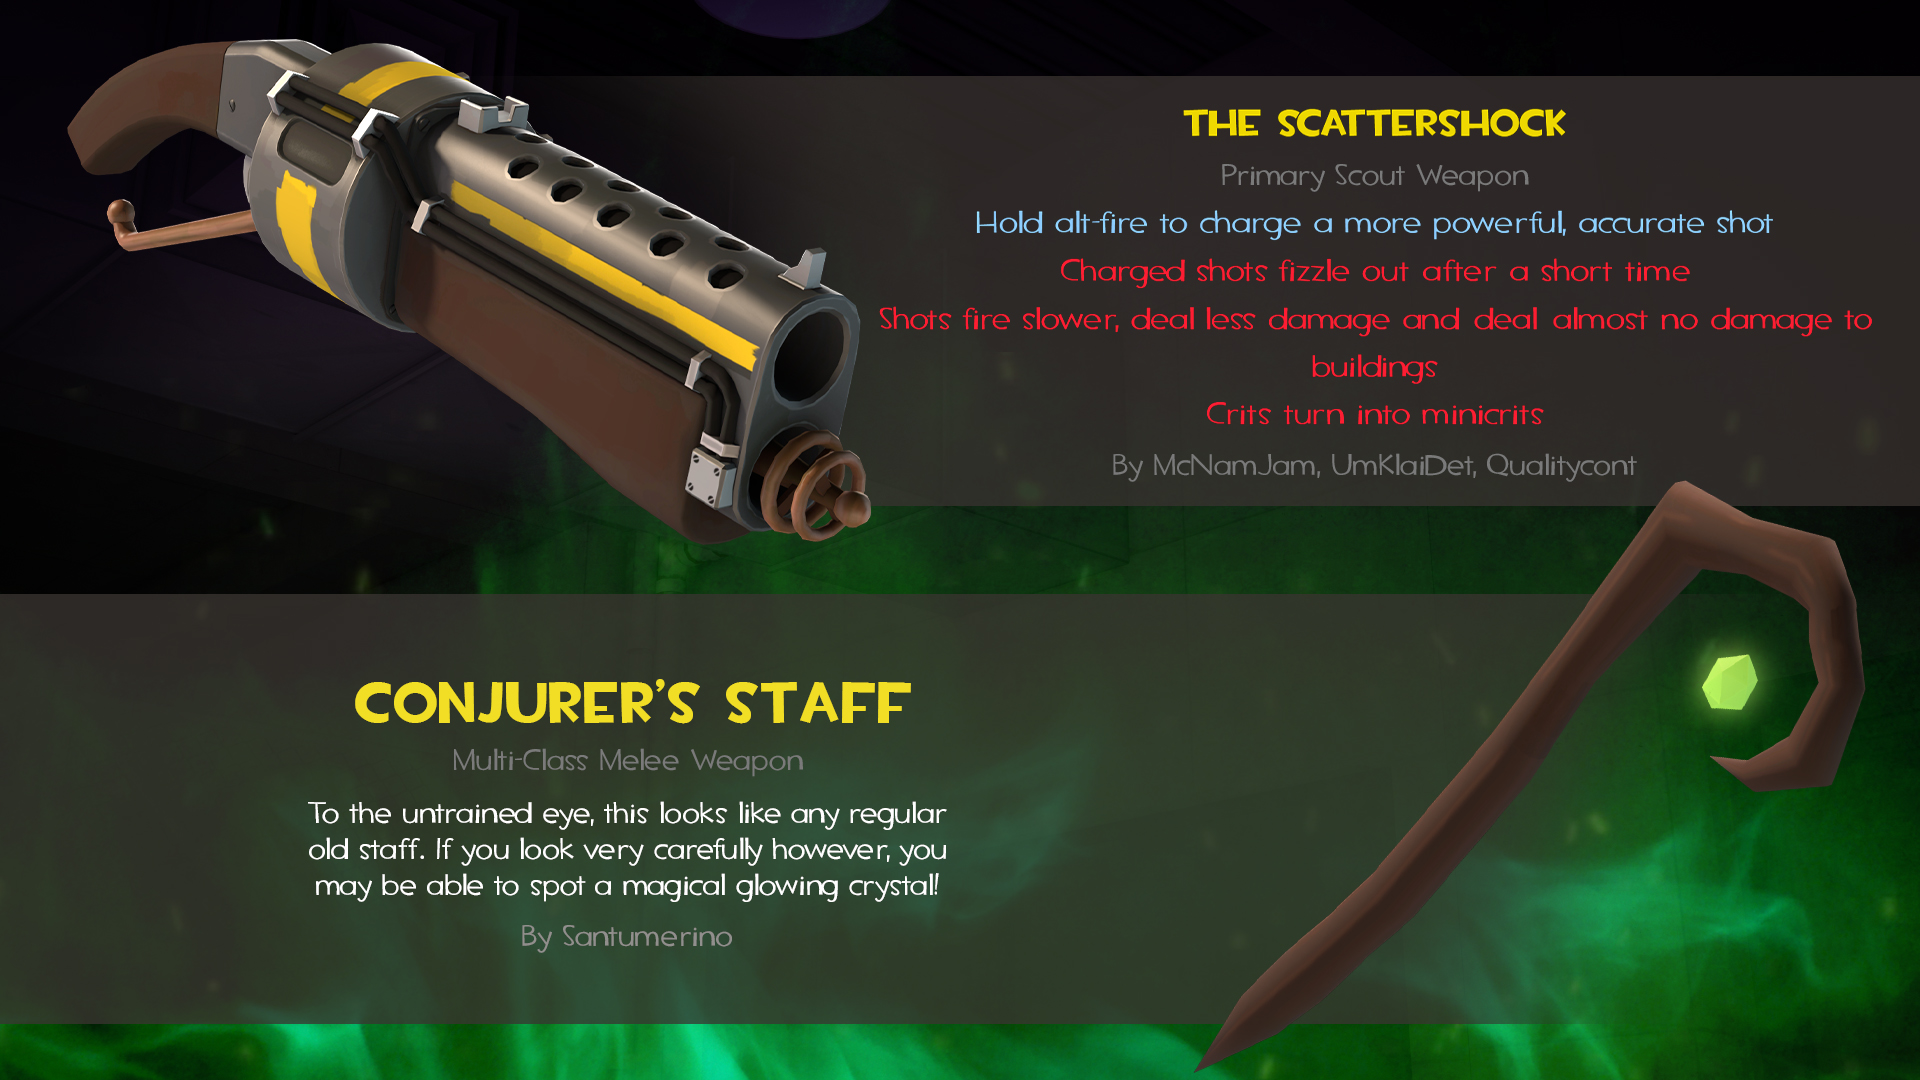 THE SCATTERSHOCK
Primary Scout Weapon
Hold alt-fire to charge a more powerful, accurate shot
Charged shots fizzle out after a short time
Shots fire slower, deal less damage and deal almost no damage to
buildings
Crits turn into minicrits
By McNamJam, UmKlaiDet, Qualitycont
CONJURER'S STAFF
Multi-Class Melee Weapon
To the untrained eye, this looks like any regular
old staff. If you look very carefully however, you
may be able to spot a magical glowing crystal!
By Santumerino